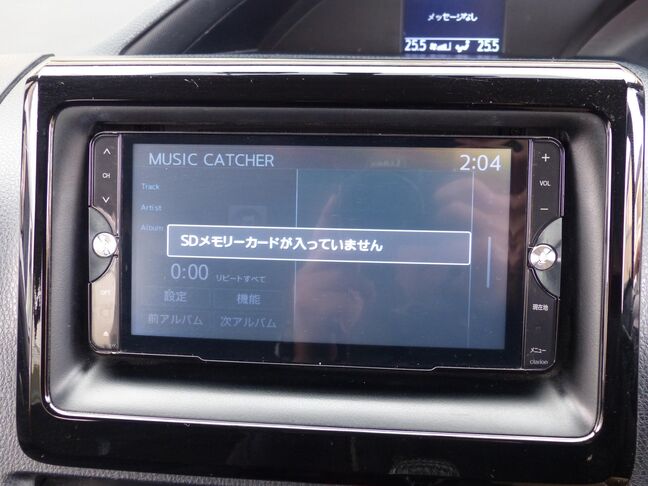 メッセージなし
25.5
25.5
MUSIC CATCHER
2:04
Track
Artist
Album
SDメモリーカードが入っていません
0:00 リピートすべて
設定 機能
前アルバム 次アルバム
CH
OPT
+
VOL
−
現在地
メニュー
Clarion